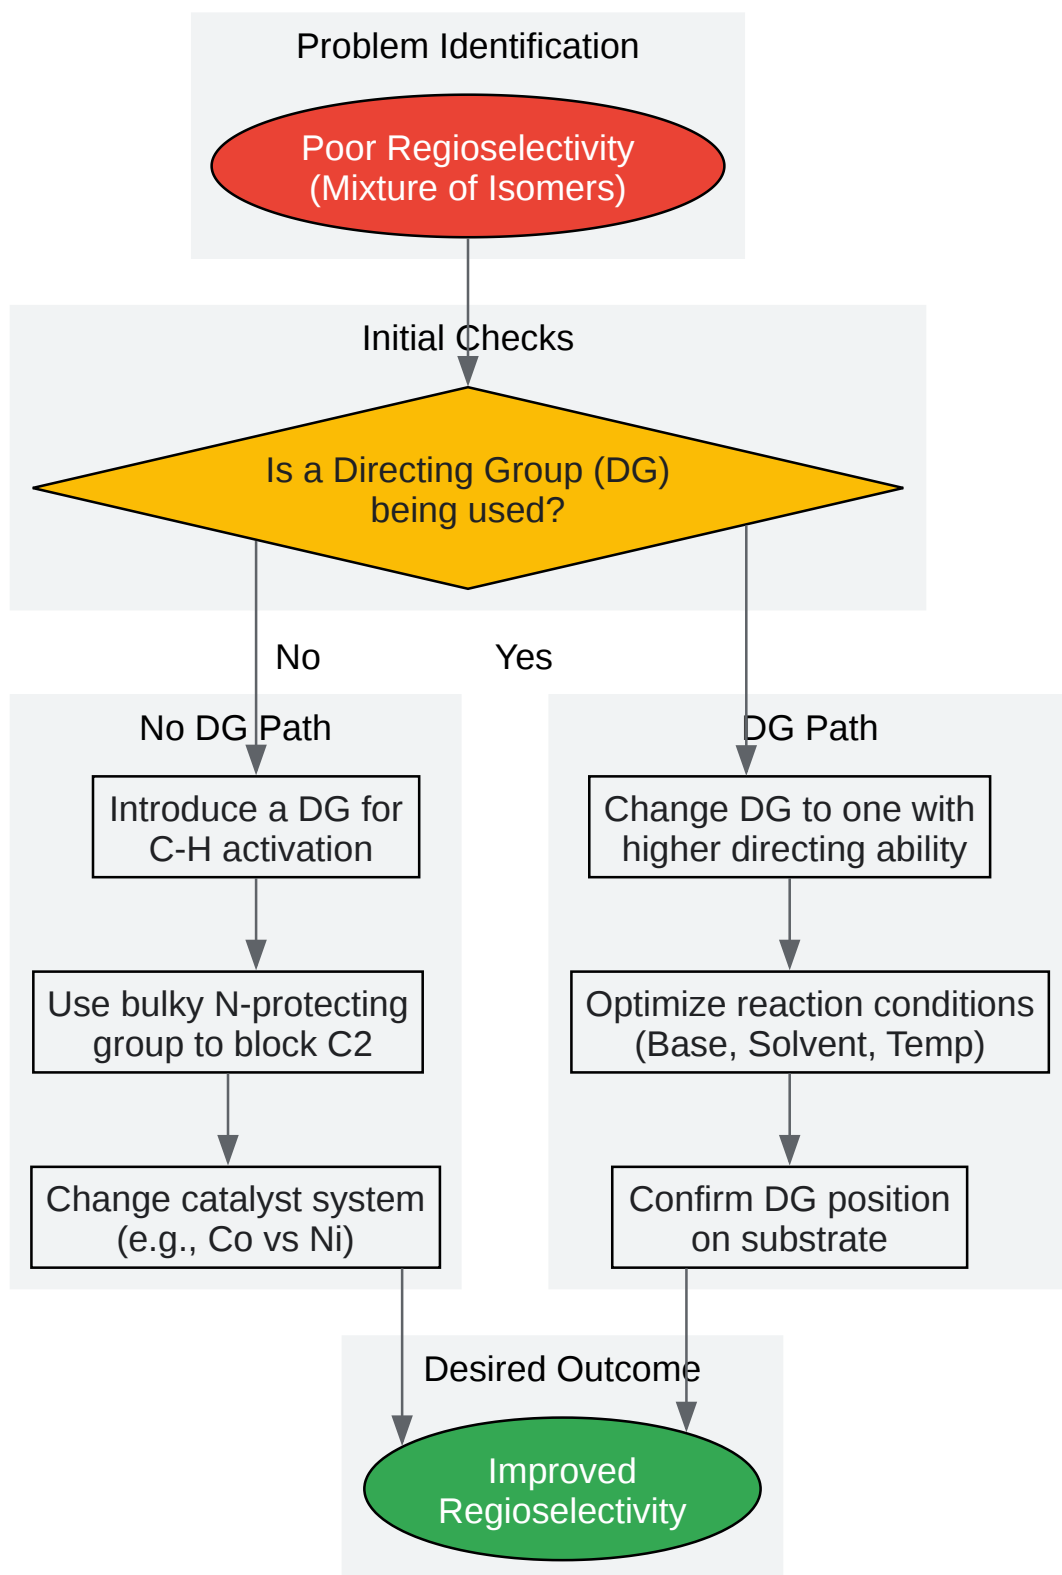 Problem Identification
Poor Regioselectivity
(Mixture of Isomers)
Initial Checks
Is a Directing Group (DG)
being used?
No
Yes
No DG Path
Introduce a DG for
C-H activation
Use bulky N-protecting
group to block C2
Change catalyst system
(e.g., Co vs Ni)
DG Path
Change DG to one with
higher directing ability
Optimize reaction conditions
(Base, Solvent, Temp)
Confirm DG position
on substrate
Desired Outcome
Improved
Regioselectivity